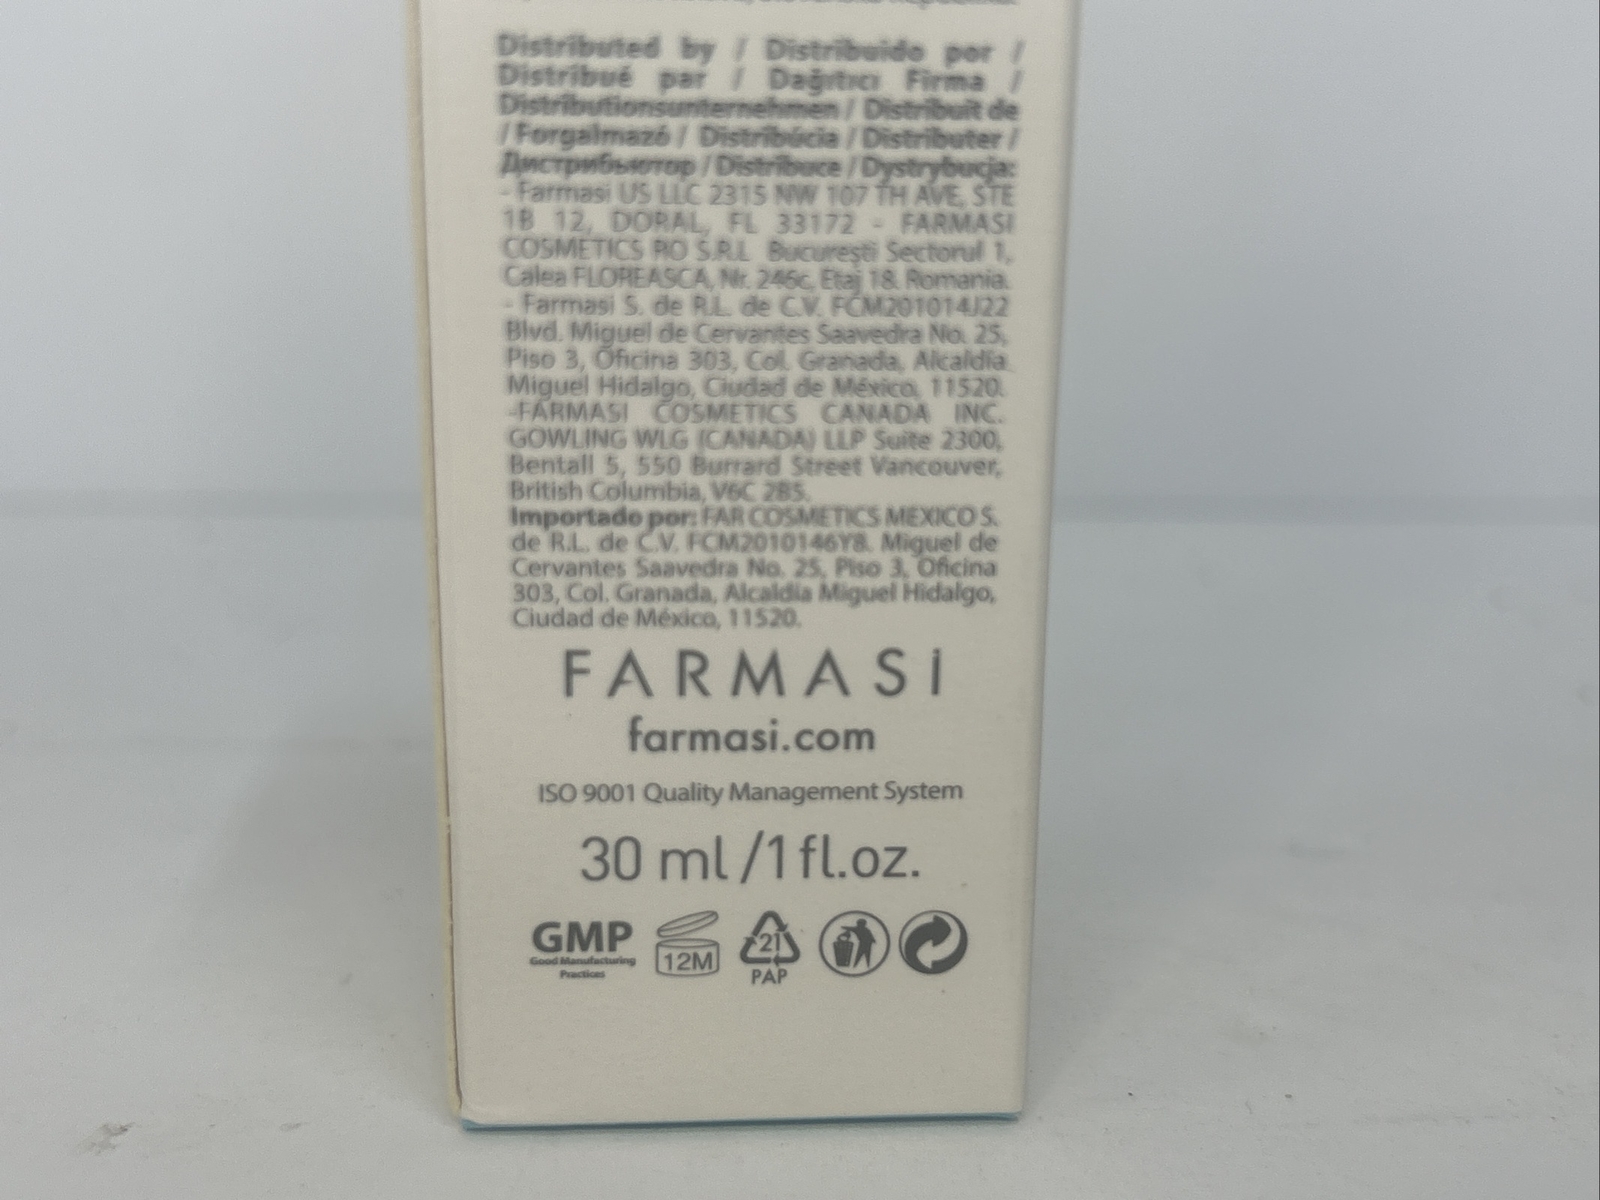 Distributed by / Distribuido por /
Distribué par / Dağıtıcı Firma /
Distributionsunternehmen / Distribuit de
/ Forgalmazó / Distribúcia / Distributer /
Дистрибьютор / Distribuce / Dystrybucja:
- Farmasi US LLC 2315 NW 107 TH AVE, STE
1B 12, DORAL, FL 33172 - FARMASI
COSMETICS RO S.R.L Bucureşti Sectorul 1,
Calea FLOREASCA, Nr. 246c, Etaj 18. Romania.
- Farmasi S. de R.L. de C.V. FCM201014J22
Blvd. Miguel de Cervantes Saavedra No. 25,
Piso 3, Oficina 303, Col. Granada, Alcaldía
Miguel Hidalgo, Ciudad de México, 11520.
-FARMASI COSMETICS CANADA INC.
GOWLING WLG (CANADA) LLP Suite 2300,
Bentall 5, 550 Burrard Street Vancouver,
British Columbia, V6C 2B5.
Importado por: FAR COSMETICS MEXICO S.
de R.L. de C.V. FCM2010146Y8. Miguel de
Cervantes Saavedra No. 25, Piso 3, Oficina
303, Col. Granada, Alcaldía Miguel Hidalgo,
Ciudad de México, 11520.
FARMASİ
farmasi.com
ISO 9001 Quality Management System
30 ml /1 fl.oz.
GMP
Good Manufacturing
Practices
12M
21
PAP